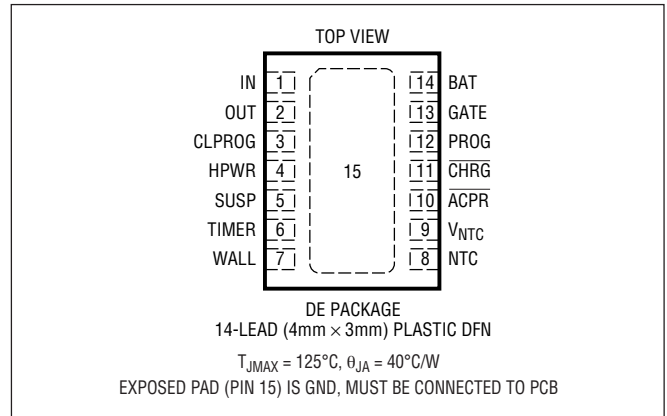 TOP VIEW
IN 1 14 BAT
OUT 2 13 GATE
CLPROG 3 12 PROG
HPWR 4 15 11 CHRG
SUSP 5 10 ACPR
TIMER 6 9 VNTC
WALL 7 8 NTC
DE PACKAGE
14-LEAD (4mm × 3mm) PLASTIC DFN
TJMAX = 125°C, θJA = 40°C/W
EXPOSED PAD (PIN 15) IS GND, MUST BE CONNECTED TO PCB